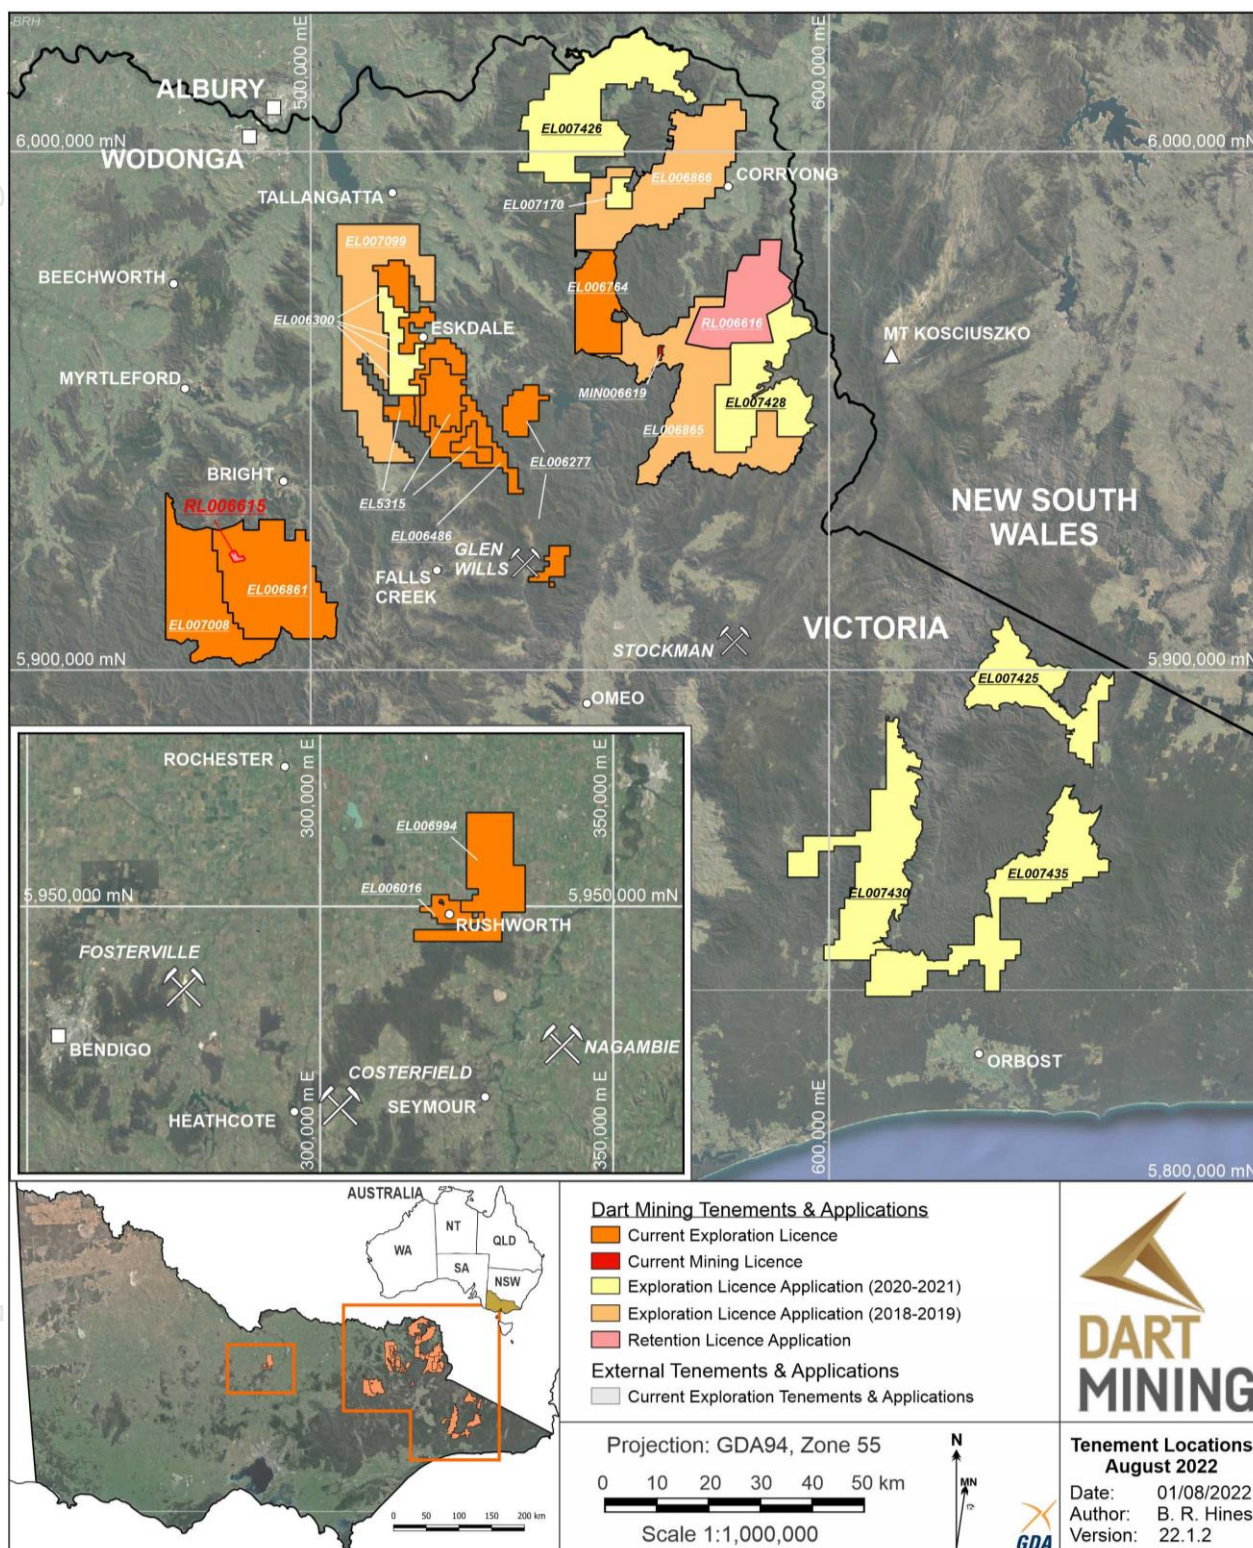 BRH
500,000 mE
600,000 mE
ALBURY
WODONGA
6,000,000 mN
6,000,000 mN
EL007426
EL006866
CORRYONG
TALLANGATTA
EL007170
EL007099
BEECHWORTH
EL006764
EL006300
ESKDALE
RL006616
MT KOSCIUSZKO
MYRTLEFORD
MIN006619
EL007428
EL006865
EL006277
BRIGHT
EL5315
RL006615
EL006486
NEW SOUTH
WALES
GLEN
WILLS
FALLS
CREEK
EL006861
EL007008
VICTORIA
STOCKMAN
5,900,000 mN
5,900,000 mN
EL007425
OMEO
ROCHESTER
300,000 m E
350,000 m E
EL006994
EL006016
5,950,000 mN
5,950,000 mN
RUSHWORTH
EL007435
EL007430
FOSTERVILLE
BENDIGO
NAGAMBIE
COSTERFIELD
SEYMOUR
HEATHCOTE
300,000 m E
350,000 m E
ORBOST
600,000 mE
5,800,000 mN
AUSTRALIA
NT
WA
QLD
SA
NSW
0 50 100 150 200 km
Dart Mining Tenements & Applications
Current Exploration Licence
Current Mining Licence
Exploration Licence Application (2020-2021)
Exploration Licence Application (2018-2019)
Retention Licence Application
External Tenements & Applications
Current Exploration Tenements & Applications
DART
MINING
Projection: GDA94, Zone 55
0 10 20 30 40 50 km
Scale 1:1,000,000
N
MN
GDA
Tenement Locations
August 2022
Date: 01/08/2022
Author: B. R. Hines
Version: 22.1.2